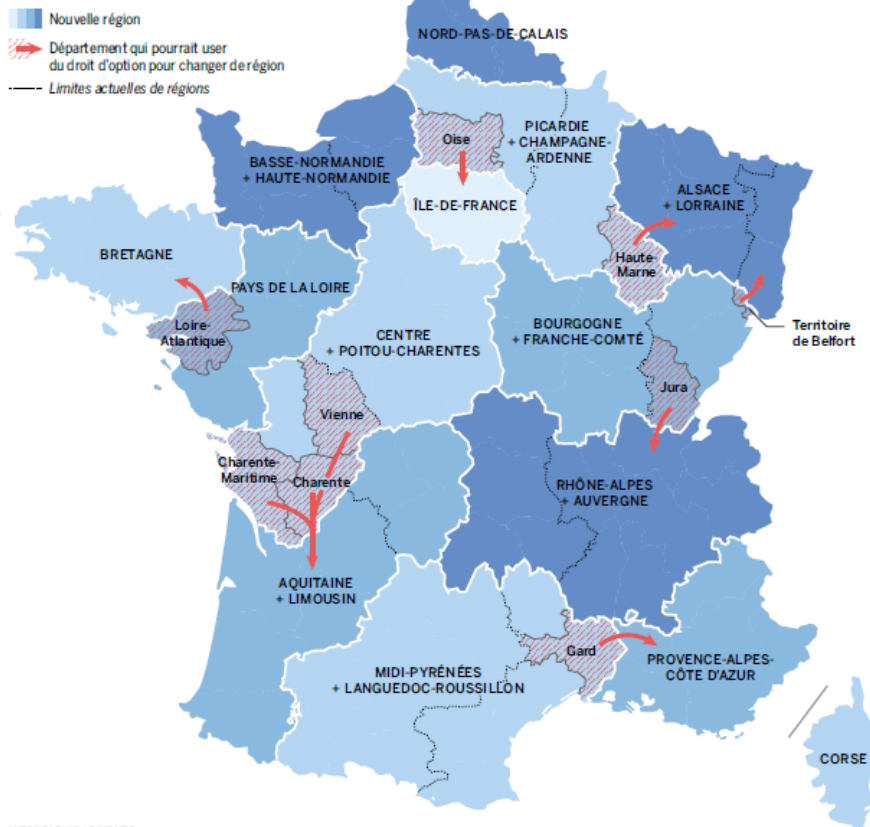 Nouvelle région
Département qui pourrait user
du droit d'option pour changer de région
Limites actuelles de régions
NORD-PAS-DE-CALAIS
Oise
PICARDIE
+ CHAMPAGNE-
ARDENNE
BASSE-NORMANDIE
+ HAUTE-NORMANDIE
ÎLE-DE-FRANCE
ALSACE
+ LORRAINE
BRETAGNE
Haute-
Marne
PAYS DE LA LOIRE
Loire-
Atlantique
CENTRE
+ POITOU-CHARENTES
BOURGOGNE
+ FRANCHE-COMTÉ
Territoire
de Belfort
Jura
Vienne
Charente-
Maritime
Charente
RHÔNE-ALPES
+ AUVERGNE
AQUITAINE
+ LIMOUSIN
Gard
MIDI-PYRÉNÉES
+ LANGUEDOC-ROUSSILLON
PROVENCE-ALPES-
CÔTE D'AZUR
CORSE